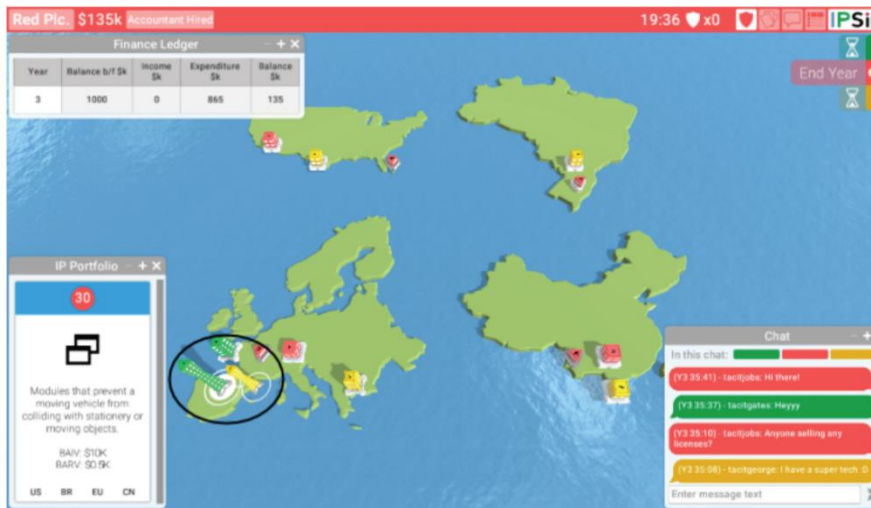 Red Plc. $135k Accountant Hired
19:36 x0
IPSi
End Year
Finance Ledger
Year Balance b/f $k Income $k Expenditure $k Balance $k
3 1000 0 865 135
IP Portfolio
30
Modules that prevent a
moving vehicle from
colliding with stationery or
moving objects.
BAIV: $10K
BARV: $0.5K
US BR EU CN
Chat
In this chat:
(Y3 35:41) - tacitjobs: Hi there!
(Y3 35:37) - tacitgates: Heyyy
(Y3 35:10) - tacitjobs: Anyone selling any
licenses?
(Y3 35:08) - tacitgeorge: I have a super tech :D
Enter message text